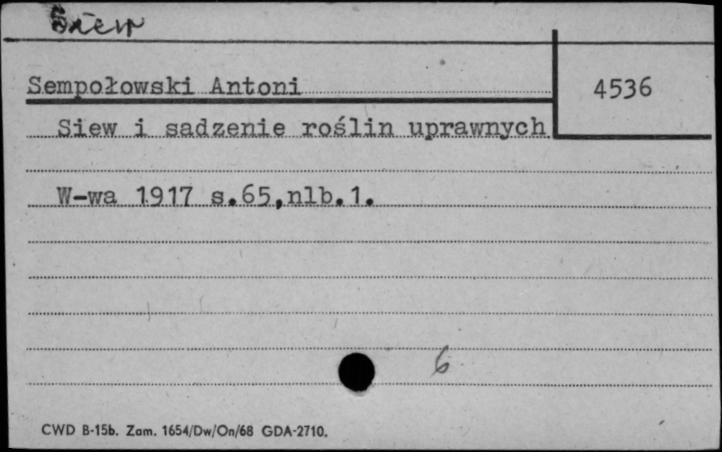 Siew
Sempołowski Antoni
4536
Siew i sadzenie roślin uprawnych
W-wa 1917 s.65,nlb.1.
6
CWD B-15b. Zam. 1654/Dw/On/68 GDA-2710.